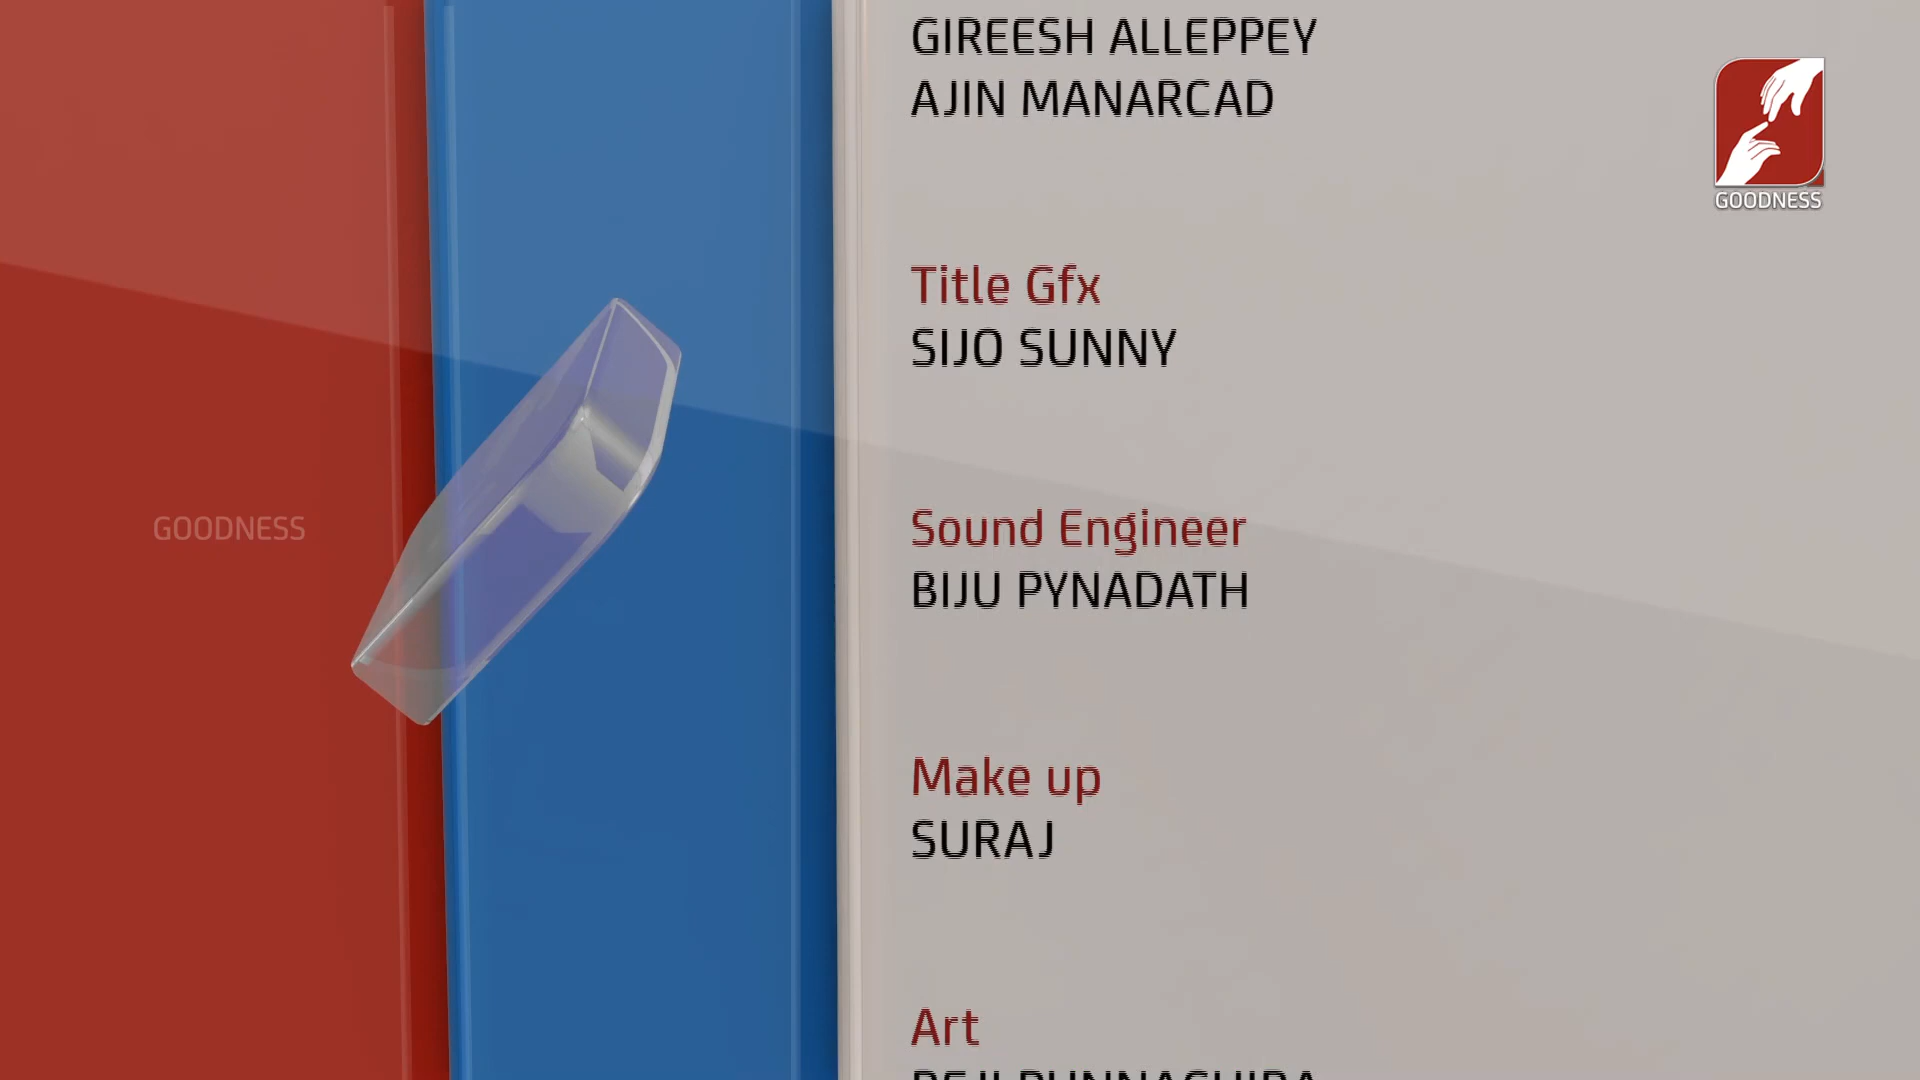 GIREESH ALLEPPEY
AJIN MANARCAD
GOODNESS
Title Gfx
SIJO SUNNY
GOODNESS
Sound Engineer
BIJU PYNADATH
Make up
SURAJ
Art